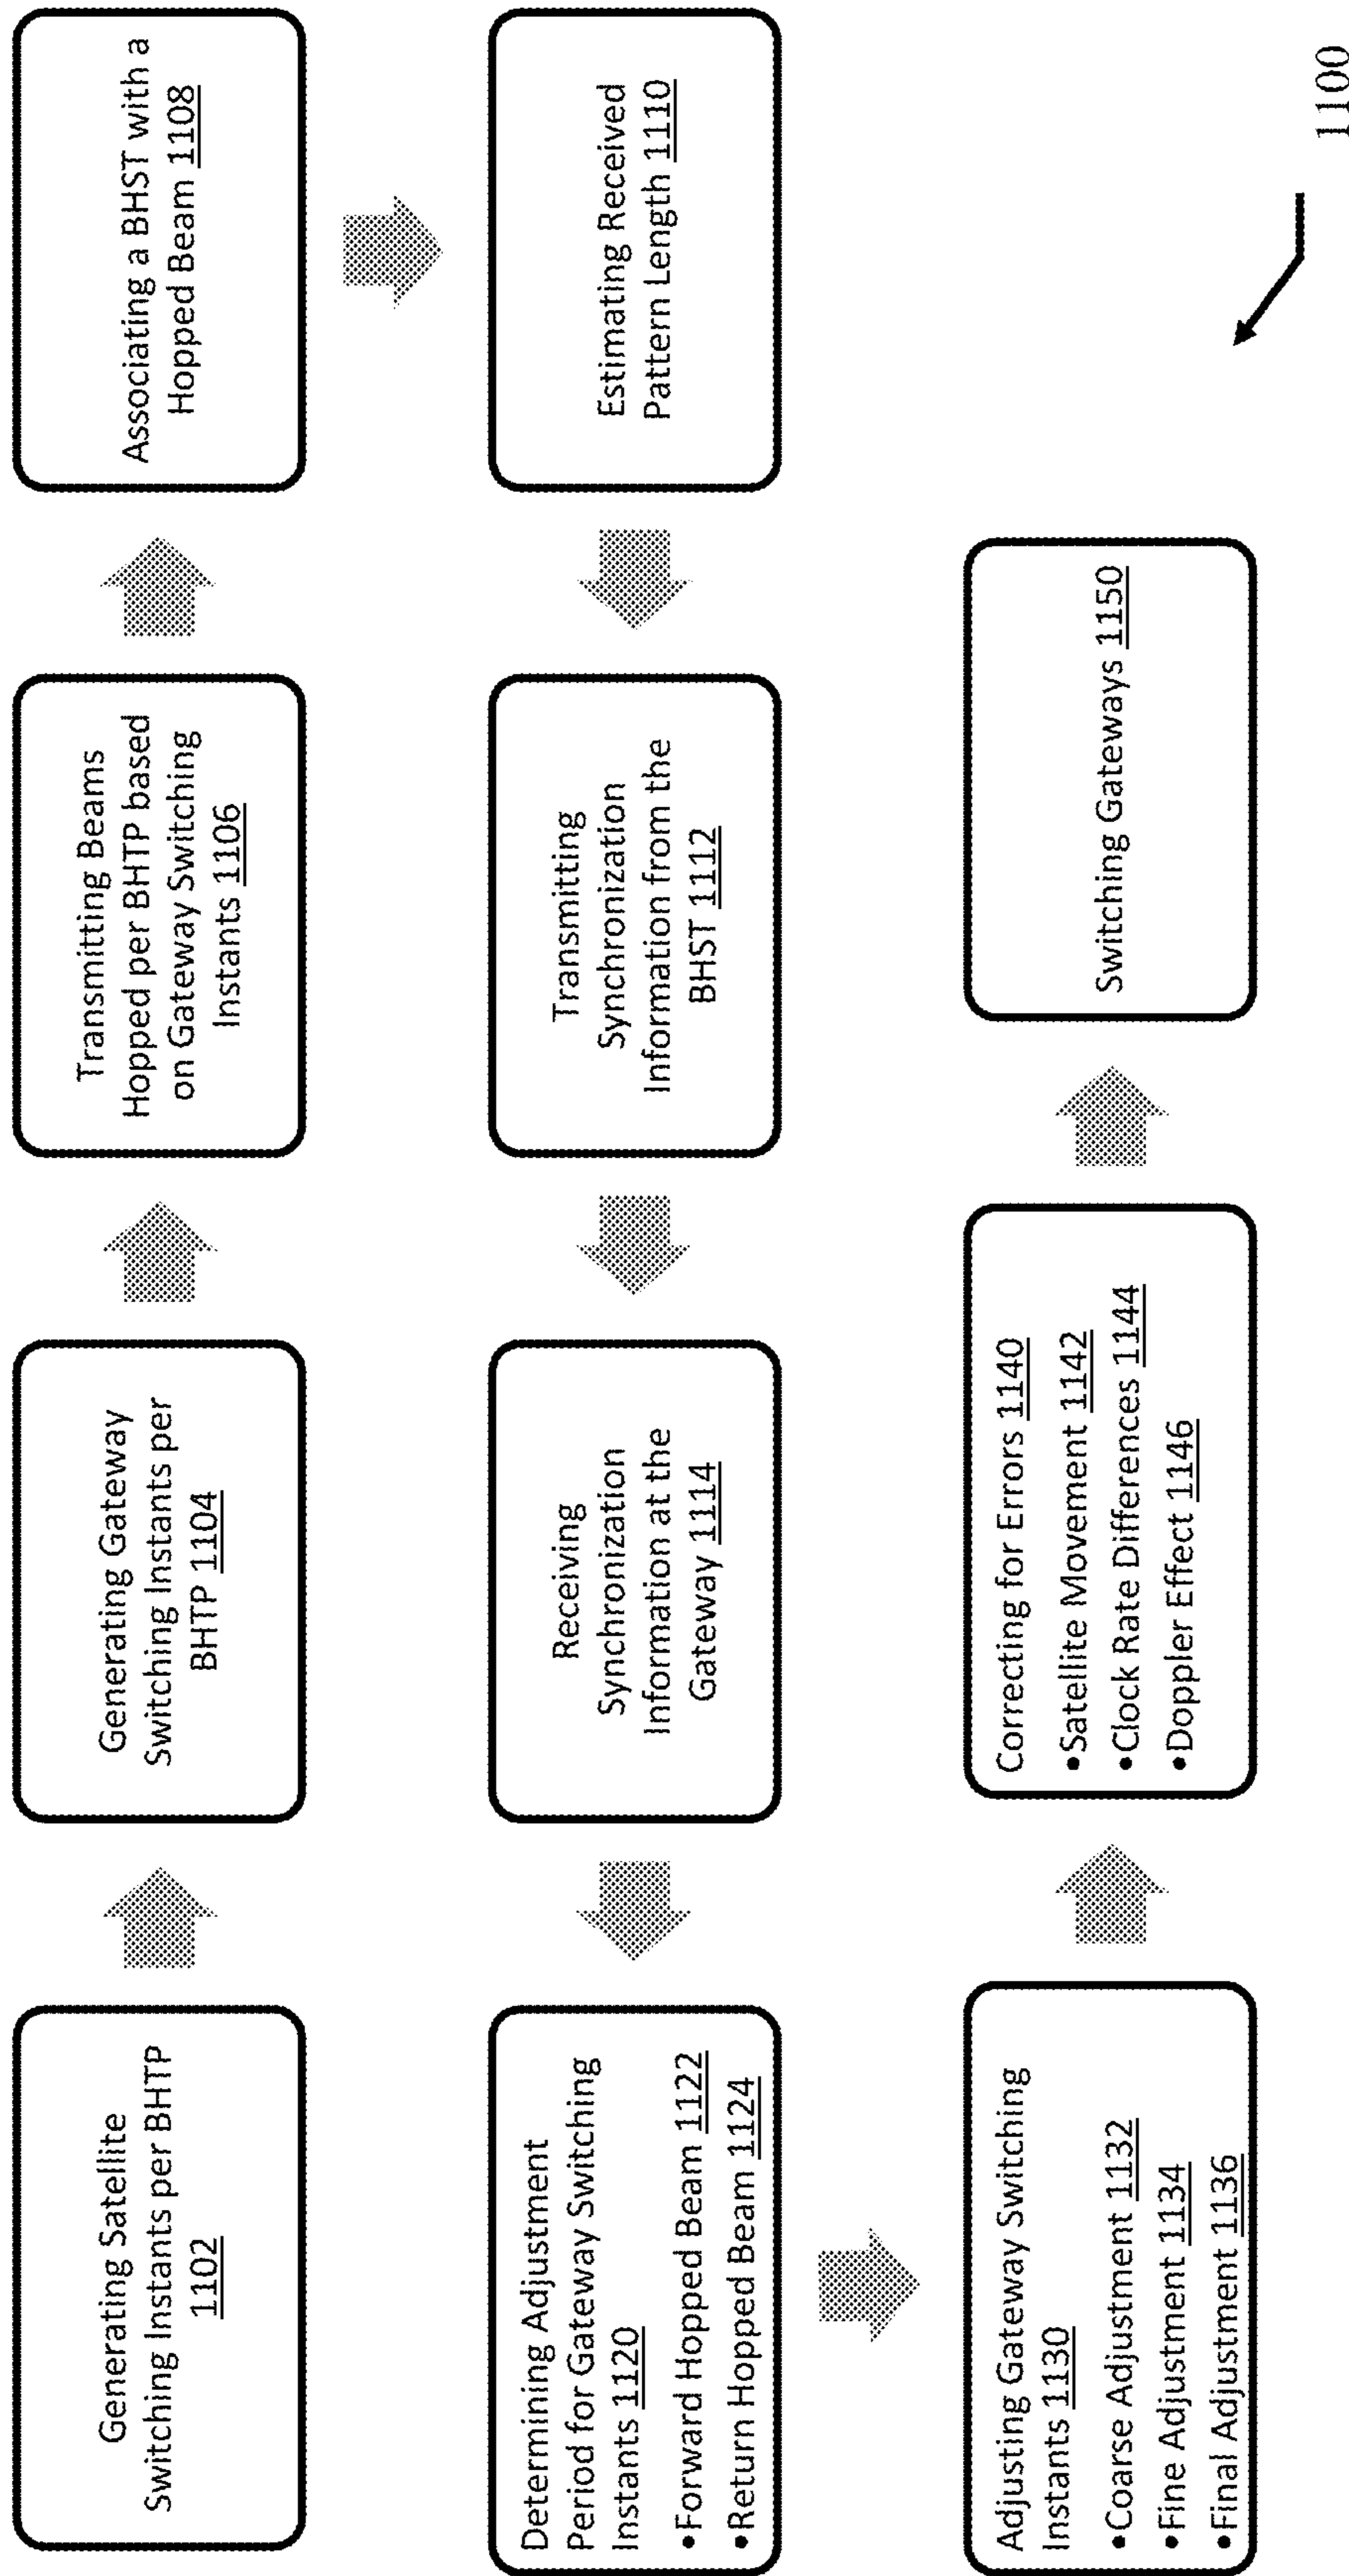 Generating Satellite
Switching Instants per BHTP
1102
Generating Gateway
Switching Instants per
BHTP 1104
Transmitting Beams
Hopped per BHTP based
on Gateway Switching
Instants 1106
Associating a BHST with a
Hopped Beam 1108
Estimating Received
Pattern Length 1110
Transmitting
Synchronization
Information from the
BHST 1112
Receiving
Synchronization
Information at the
Gateway 1114
Determining Adjustment
Period for Gateway Switching
Instants 1120
•Forward Hopped Beam 1122
•Return Hopped Beam 1124
Adjusting Gateway Switching
Instants 1130
•Coarse Adjustment 1132
•Fine Adjustment 1134
•Final Adjustment 1136
Correcting for Errors 1140
•Satellite Movement 1142
•Clock Rate Differences 1144
•Doppler Effect 1146
Switching Gateways 1150
1100